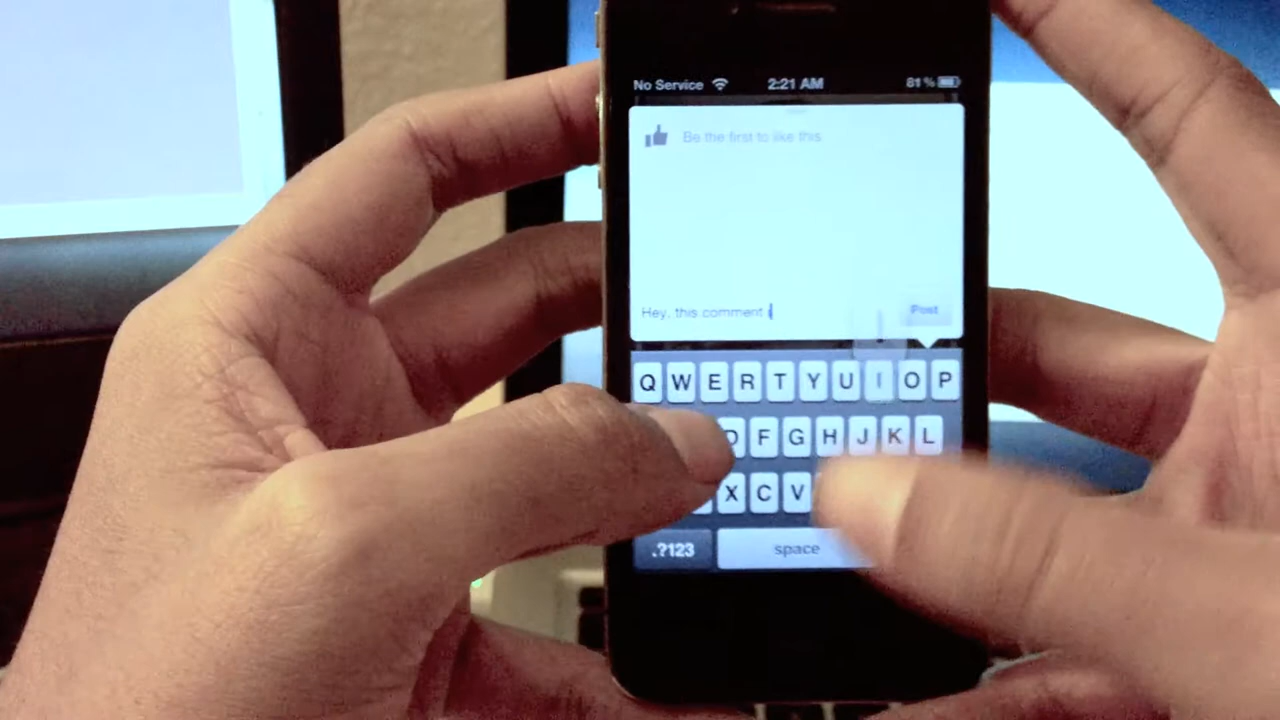 No Service 2:21 AM 81%
Be the first to like this
Hey, this comment i
Post
Q W E R T Y U I O P
D F G H J K L
X C V
.?123 space